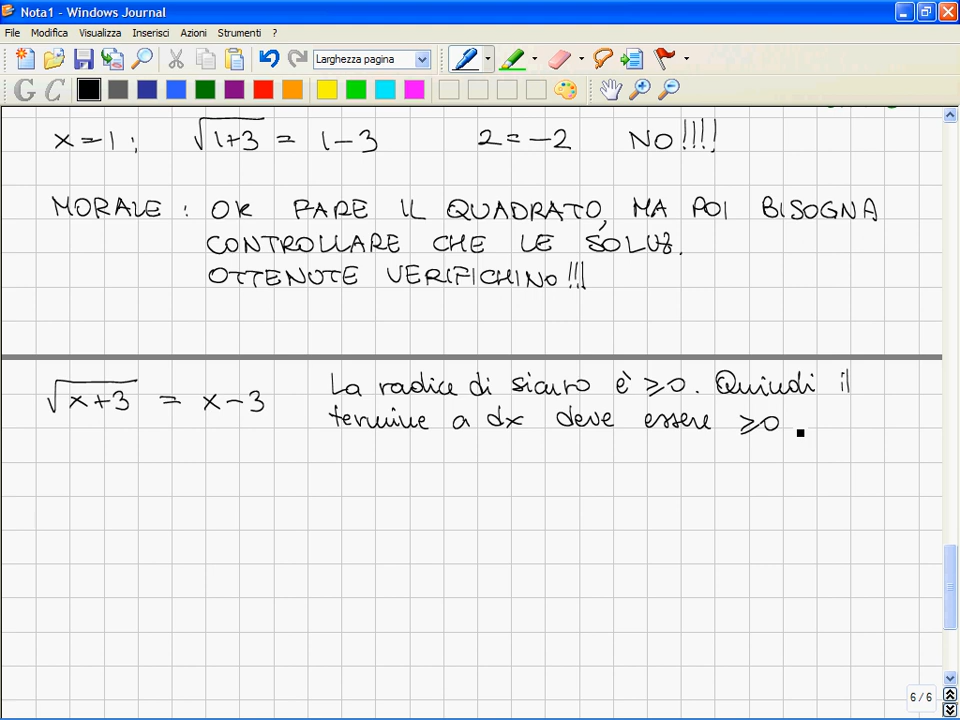 Nota1 - Windows Journal
File Modifica Visualizza Inserisci Azioni Strumenti ?
Larghezza pagina
G C
x=1: √1+3 = 1-3 2=-2 NO!!!!
MORALE: OK FARE IL QUADRATO, MA POI BISOGNA
CONTROLLARE CHE LE SOLUZ.
OTTENUTE VERIFICHINO!!!
√x+3 = x-3 La radice di sicuro è ≥0. Quindi il
termine a dx deve essere ≥0.
6/6